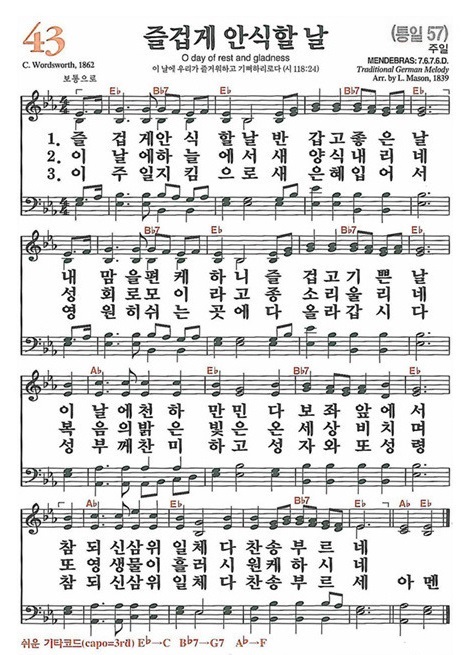 43
즐겁게 안식할 날
(통일 57)
주일
C. Wordsworth, 1862
O day of rest and gladness
MENDEBRAS: 7.6.7.6.D.
이 날에 우리가 즐거워하고 기뻐하리로다 (시 118:24)
Traditional German Melody
보통으로
Arr. by L. Mason, 1839
E♭ B♭7 E♭
1. 즐 겁 게안 식 할날반 갑고좋은 날
2. 이 날에하 늘 에서새 양식내리 네
3. 이 주일지 킴 으로새 은혜입어 서
B♭7 E♭ B♭7 E♭
내 맘을편 케 하니즐 겁고기쁜 날
성 회로모 이 라고종 소리울리 네
영 원히쉬 는 곳에다 올라갑시 다
B♭7 E♭
이 날에천 하 만민다 보좌앞에 서
복 음의밝 은 빛은온 세상비치 며
성 부께찬 미 하고성 자와또성 령
A♭ E♭ A♭ E♭ B♭7 E♭ A♭ E♭
참 되신삼위 일체 다찬송부르 네
또 영생물이 흘러 시원케하시 네
참 되신삼위 일체 다찬송부르 세 아멘
쉬운 기타코드(capo=3rd) E♭→C B♭7→G7 A♭→F